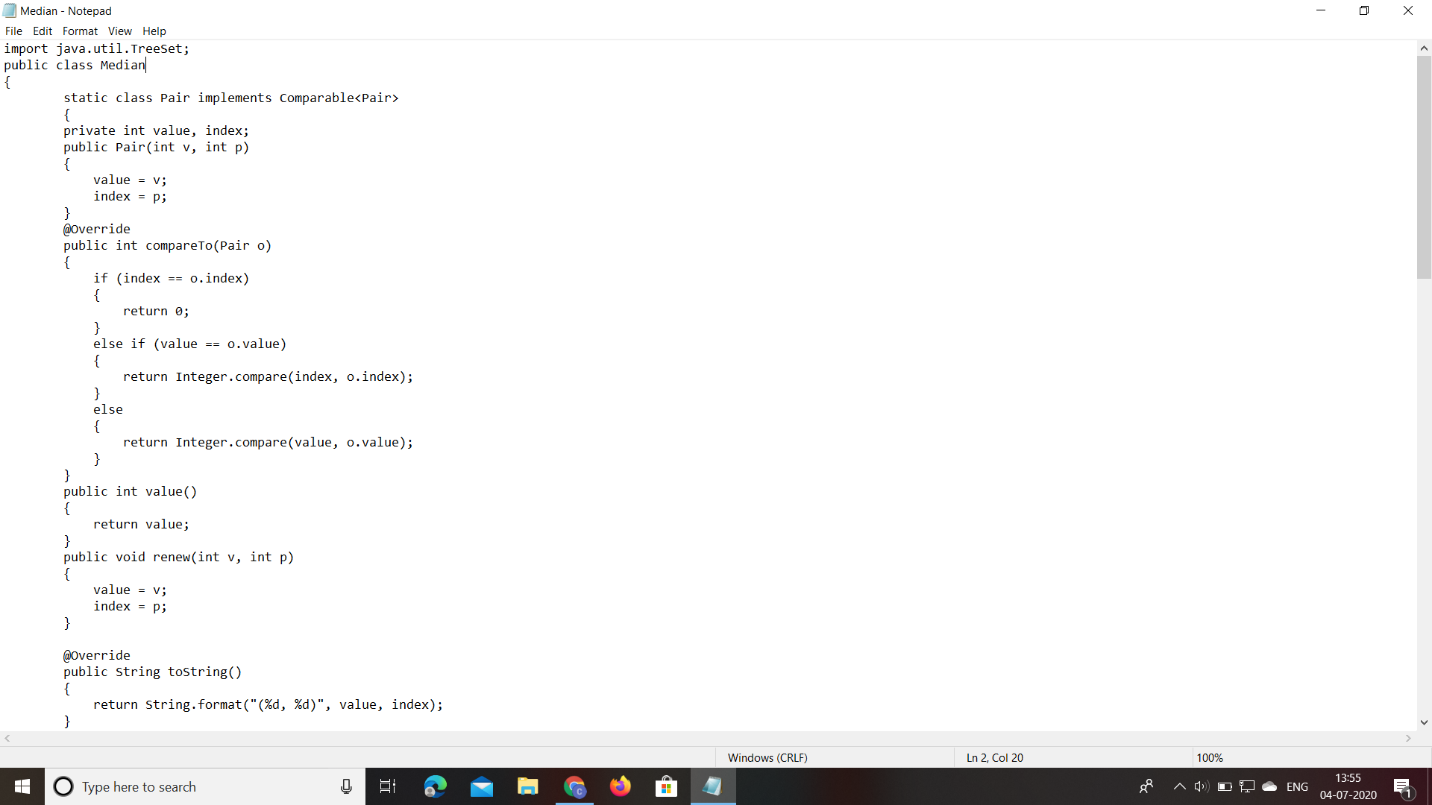 Median - Notepad
File Edit Format View Help
import java.util.TreeSet;
public class Median
{
        static class Pair implements Comparable<Pair>
        {
        private int value, index;
        public Pair(int v, int p)
        {
            value = v;
            index = p;
        }
        @Override
        public int compareTo(Pair o)
        {
            if (index == o.index)
            {
                return 0;
            }
            else if (value == o.value)
            {
                return Integer.compare(index, o.index);
            }
            else
            {
                return Integer.compare(value, o.value);
            }
        }
        public int value()
        {
            return value;
        }
        public void renew(int v, int p)
        {
            value = v;
            index = p;
        }

        @Override
        public String toString()
        {
            return String.format("(%d, %d)", value, index);
        }
Windows (CRLF) Ln 2, Col 20 100%
Type here to search
ENG
13:55
04-07-2020
1